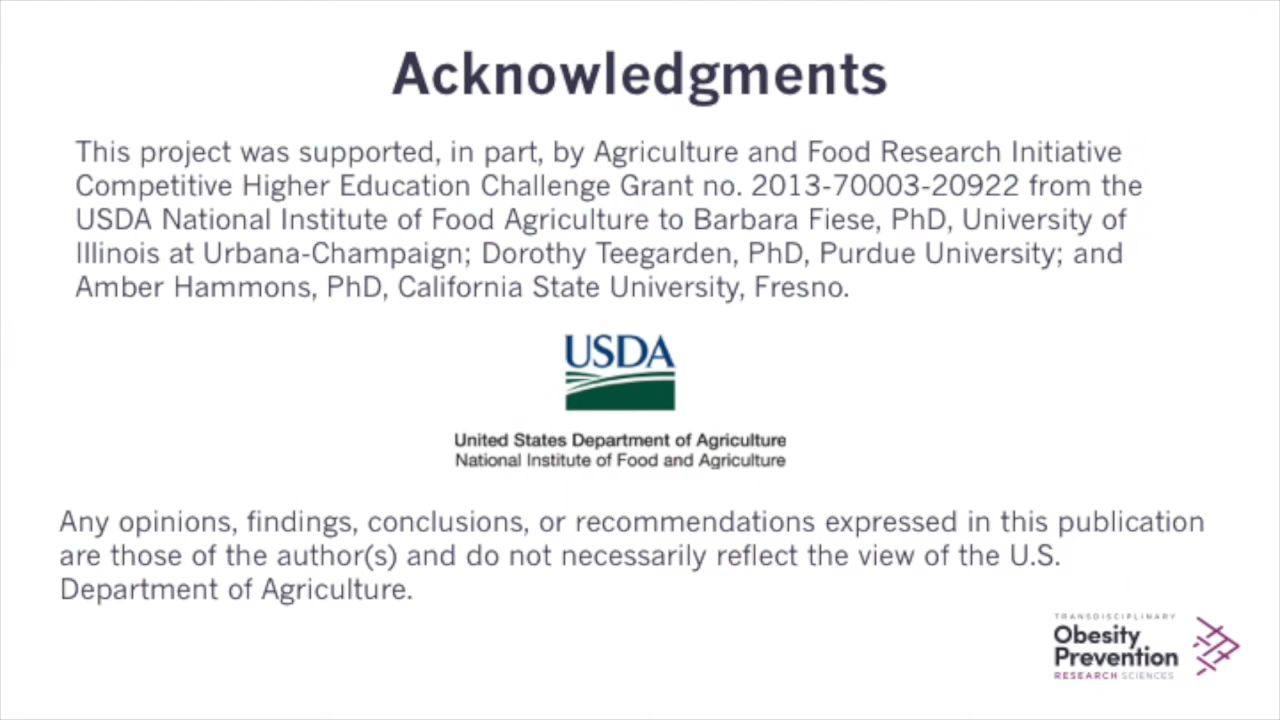 Acknowledgments
This project was supported, in part, by Agriculture and Food Research Initiative
Competitive Higher Education Challenge Grant no. 2013-70003-20922 from the
USDA National Institute of Food Agriculture to Barbara Fiese, PhD, University of
Illinois at Urbana-Champaign; Dorothy Teegarden, PhD, Purdue University; and
Amber Hammons, PhD, California State University, Fresno.
USDA
United States Department of Agriculture
National Institute of Food and Agriculture
Any opinions, findings, conclusions, or recommendations expressed in this publication
are those of the author(s) and do not necessarily reflect the view of the U.S.
Department of Agriculture.
TRANSDISCIPLINARY
Obesity
Prevention
RESEARCH SCIENCES